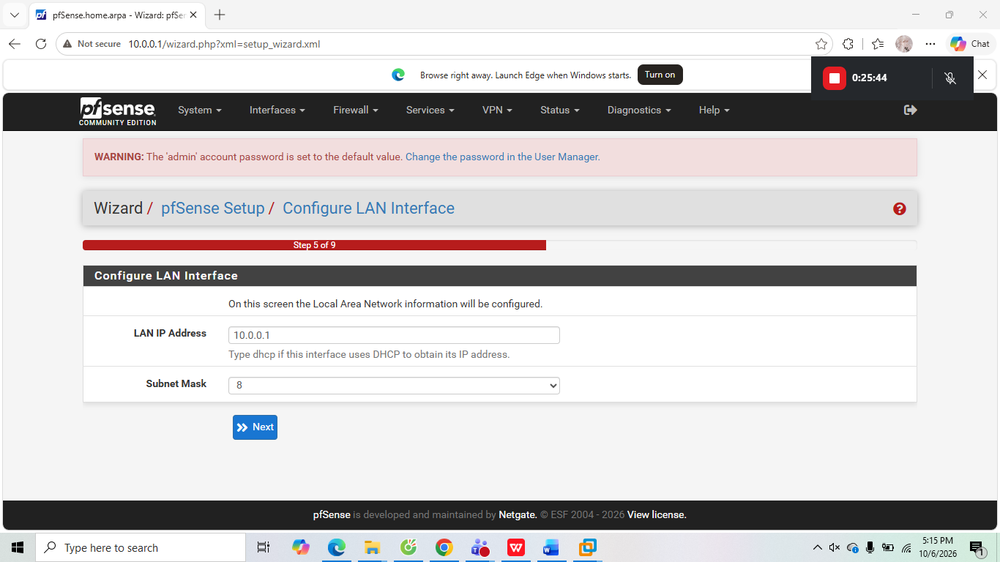 pfSense.home.arpa - Wizard: pfSen
Not secure 10.0.0.1/wizard.php?xml=setup_wizard.xml
Chat
Browse right away. Launch Edge when Windows starts. Turn on
0:25:44
pfsense
COMMUNITY EDITION
System Interfaces Firewall Services VPN Status Diagnostics Help
WARNING: The 'admin' account password is set to the default value. Change the password in the User Manager.
Wizard / pfSense Setup / Configure LAN Interface
?
Step 5 of 9
Configure LAN Interface
On this screen the Local Area Network information will be configured.
LAN IP Address 10.0.0.1
Type dhcp if this interface uses DHCP to obtain its IP address.
Subnet Mask 8
Next
pfSense is developed and maintained by Netgate. © ESF 2004 - 2026 View license.
Type here to search
5:15 PM
10/6/2026
1